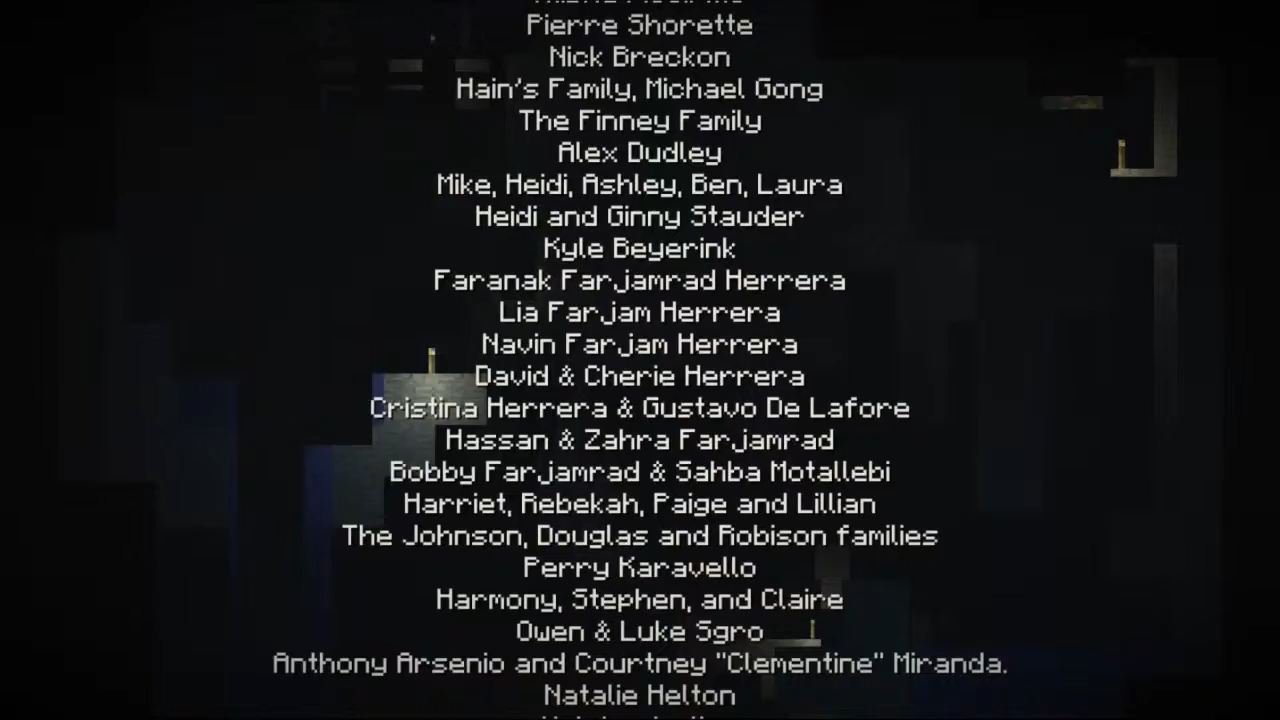 Pierre Shorette
Nick Breckon
Hain's Family, Michael Gong
The Finney Family
Alex Dudley
Mike, Heidi, Ashley, Ben, Laura
Heidi and Ginny Stauder
Kyle Beyerink
Faranak Farjamrad Herrera
Lia Farjam Herrera
Navin Farjam Herrera
David & Cherie Herrera
Cristina Herrera & Gustavo De Lafore
Hassan & Zahra Farjamrad
Bobby Farjamrad & Sahba Motallebi
Harriet, Rebekah, Paige and Lillian
The Johnson, Douglas and Robison families
Perry Karavello
Harmony, Stephen, and Claire
Owen & Luke Sgro
Anthony Arsenio and Courtney "Clementine" Miranda.
Natalie Helton